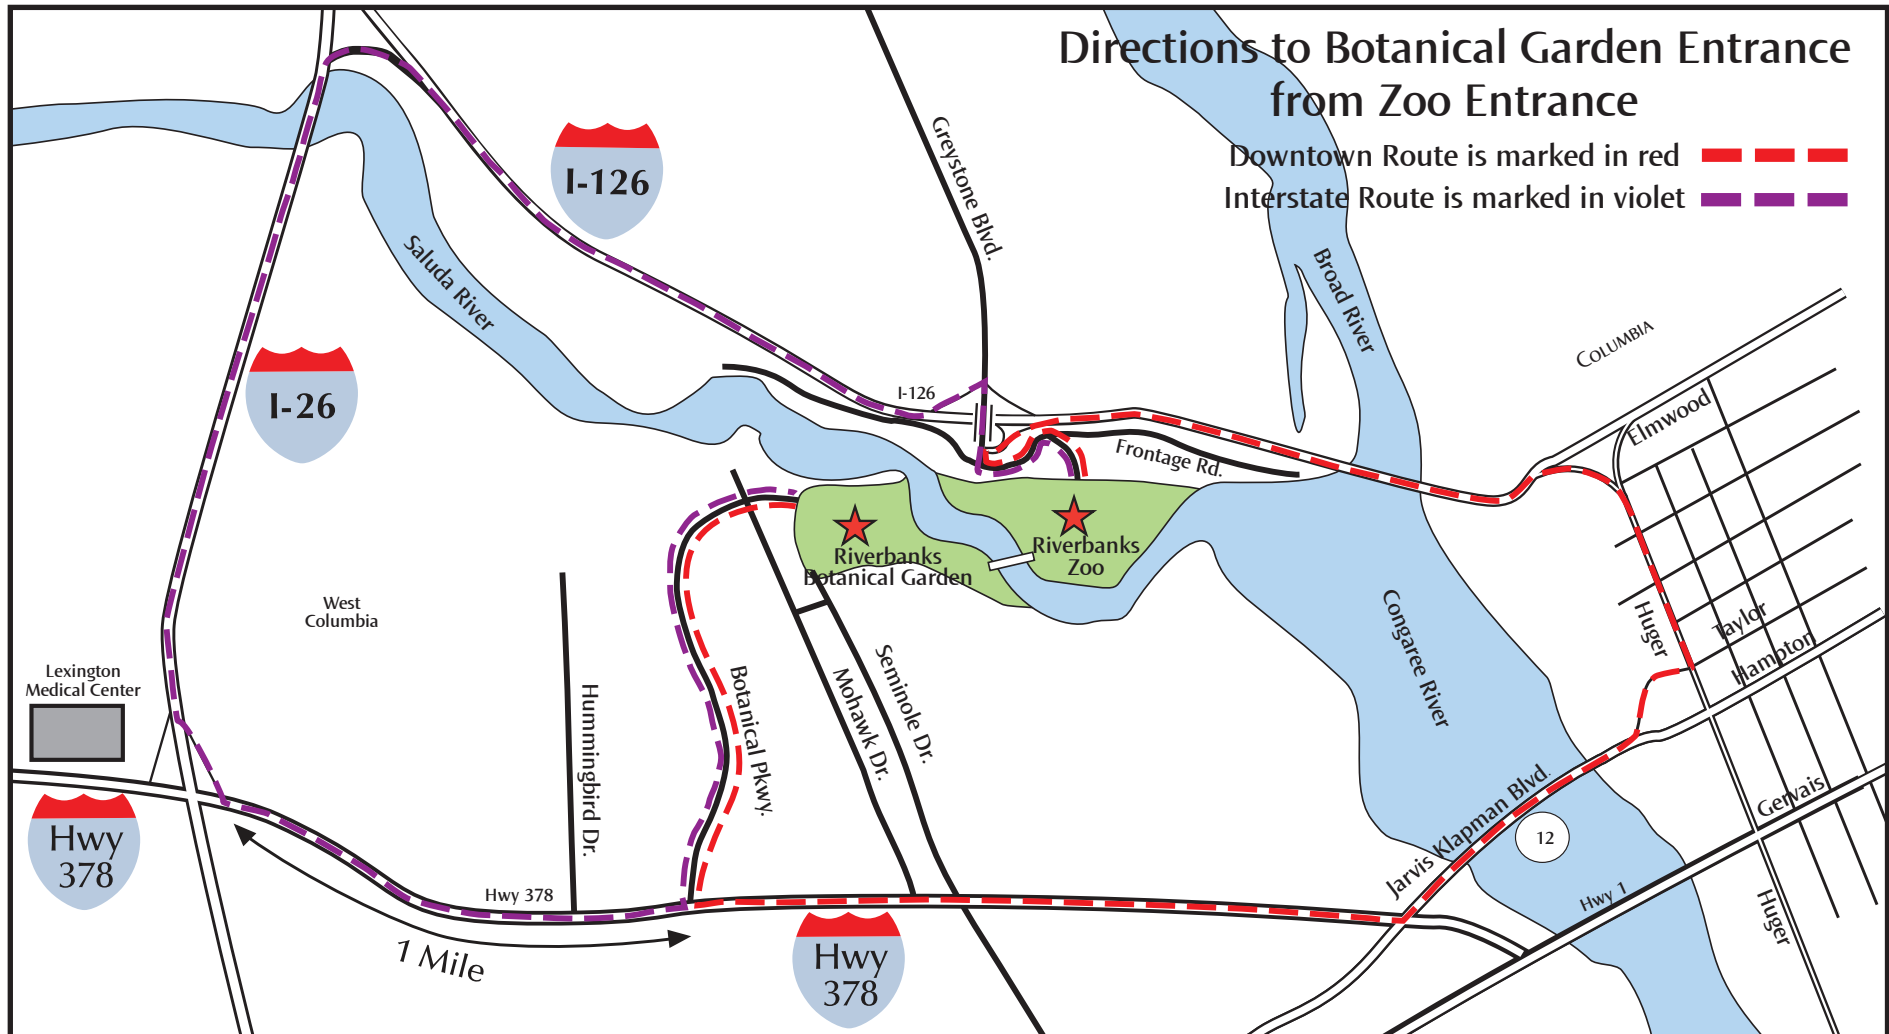 Directions to Botanical Garden Entrance
from Zoo Entrance
Downtown Route is marked in red
Interstate Route is marked in violet
I-126
Greystone Blvd.
Saluda River
Broad River
COLUMBIA
I-26
I-126
Elmwood
Frontage Rd.
Riverbanks
Zoo
Riverbanks
Botanical Garden
West
Columbia
Congaree River
Huger
Taylor
Hampton
Lexington
Medical Center
Hummingbird Dr.
Botanical Pkwy.
Mohawk Dr.
Seminole Dr.
Jarvis Klapman Blvd.
12
Gervais
Hwy
378
Hwy 378
Hwy 1
Huger
1 Mile
Hwy
378